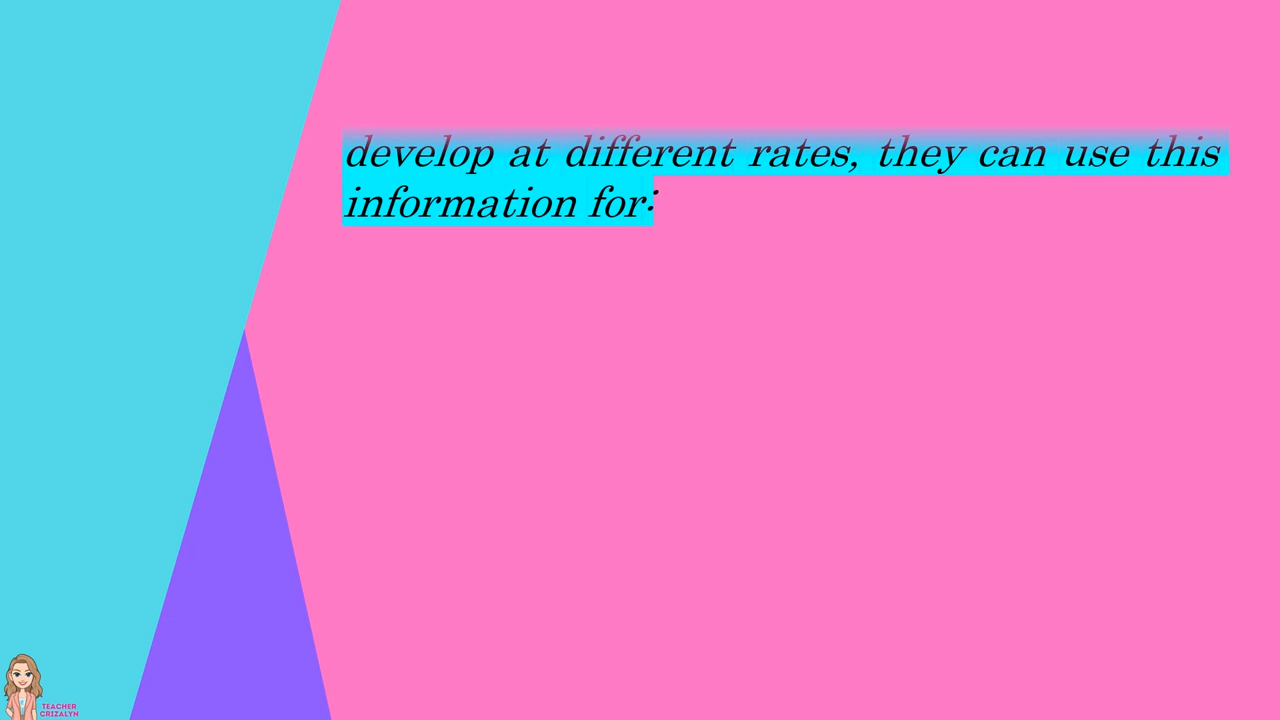 develop at different rates, they can use this
information for:
TEACHER
CRIZALYN